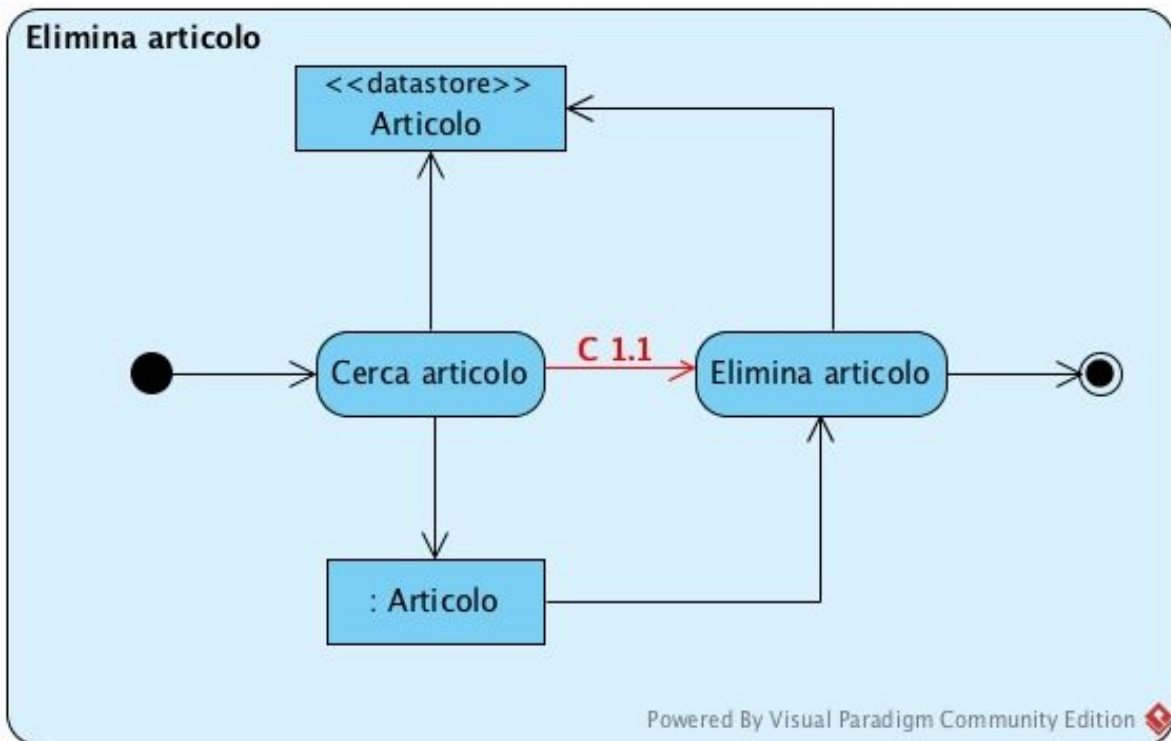 Elimina articolo
<<datastore>>
Articolo
Cerca articolo
C 1.1
Elimina articolo
: Articolo
Powered By Visual Paradigm Community Edition